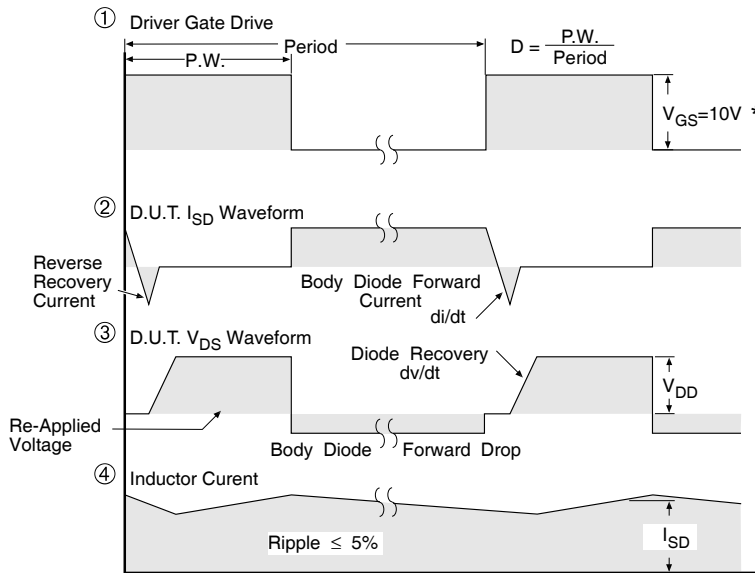 ① Driver Gate Drive
Period
P.W.
D = P.W. / Period
V_GS=10V *
② D.U.T. I_SD Waveform
Reverse
Recovery
Current
Body Diode Forward
Current
di/dt
③ D.U.T. V_DS Waveform
Diode Recovery
dv/dt
V_DD
Re-Applied
Voltage
Body Diode Forward Drop
④ Inductor Curent
Ripple ≤ 5%
I_SD